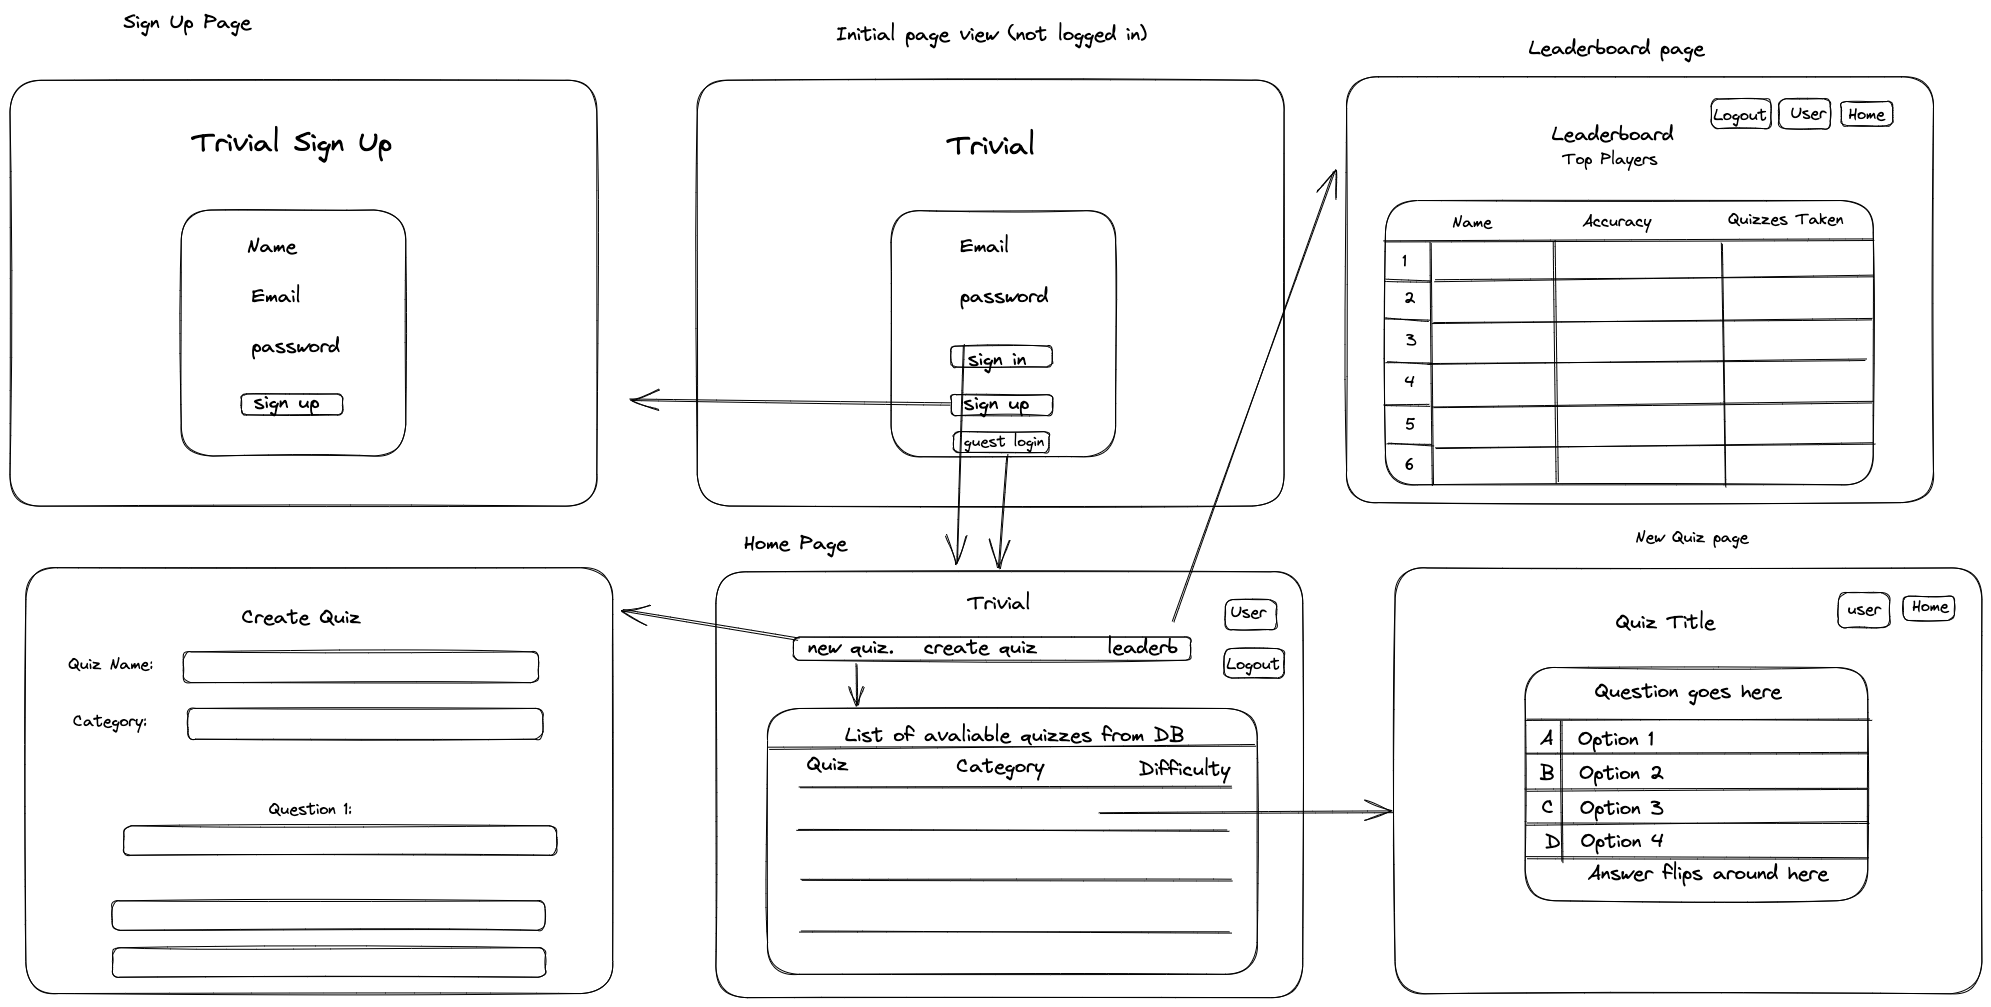 Sign Up Page
Trivial Sign Up
Name
Email
password
sign up
Initial page view (not logged in)
Trivial
Email
password
sign in
sign up
guest login
Leaderboard page
Logout User Home
Leaderboard
Top Players
Name Accuracy Quizzes Taken
1
2
3
4
5
6
Create Quiz
Quiz Name:
Category:
Question 1:
Home Page
Trivial
User
new quiz. create quiz leaderb
Logout
List of avaliable quizzes from DB
Quiz Category Difficulty
New Quiz page
user Home
Quiz Title
Question goes here
A Option 1
B Option 2
C Option 3
D Option 4
Answer flips around here